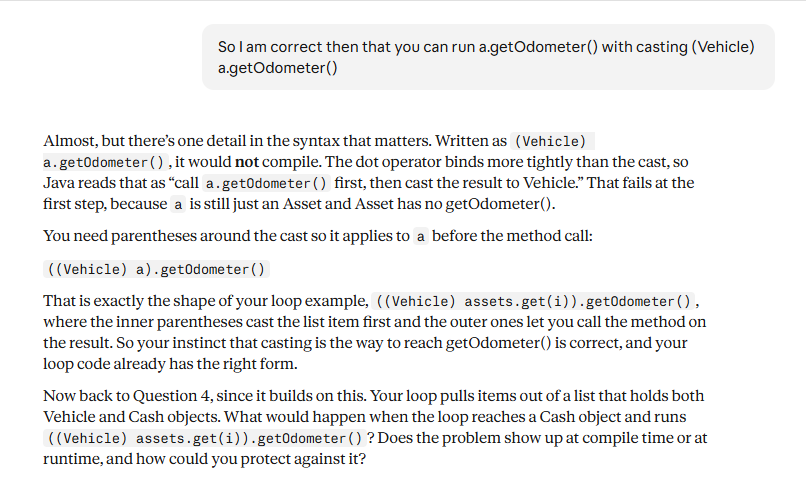 So I am correct then that you can run a.getOdometer() with casting (Vehicle)
a.getOdometer()
Almost, but there’s one detail in the syntax that matters. Written as (Vehicle)
a.getOdometer() , it would not compile. The dot operator binds more tightly than the cast, so
Java reads that as “call a.getOdometer() first, then cast the result to Vehicle.” That fails at the
first step, because a is still just an Asset and Asset has no getOdometer().
You need parentheses around the cast so it applies to a before the method call:
((Vehicle) a).getOdometer()
That is exactly the shape of your loop example, ((Vehicle) assets.get(i)).getOdometer() ,
where the inner parentheses cast the list item first and the outer ones let you call the method on
the result. So your instinct that casting is the way to reach getOdometer() is correct, and your
loop code already has the right form.
Now back to Question 4, since it builds on this. Your loop pulls items out of a list that holds both
Vehicle and Cash objects. What would happen when the loop reaches a Cash object and runs
((Vehicle) assets.get(i)).getOdometer() ? Does the problem show up at compile time or at
runtime, and how could you protect against it?